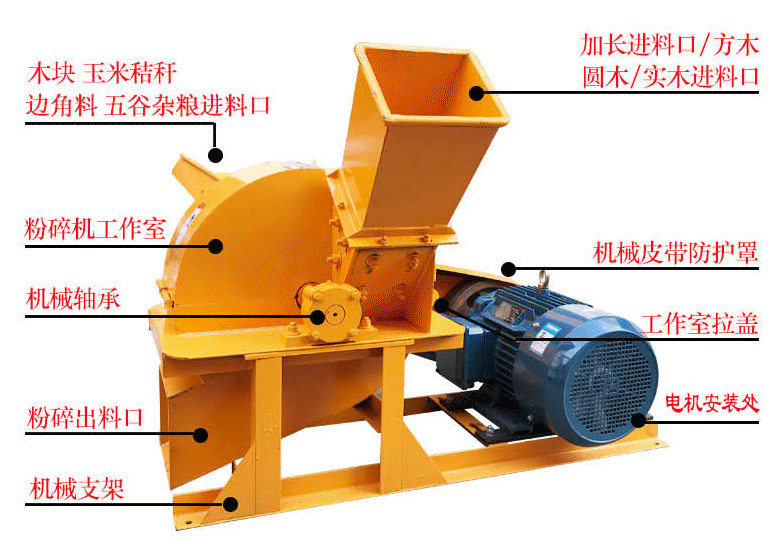 木块 玉米秸秆
边角料 五谷杂粮进料口
粉碎机工作室
机械轴承
粉碎出料口
机械支架
加长进料口/方木
圆木/实木进料口
机械皮带防护罩
工作室拉盖
电机安装处